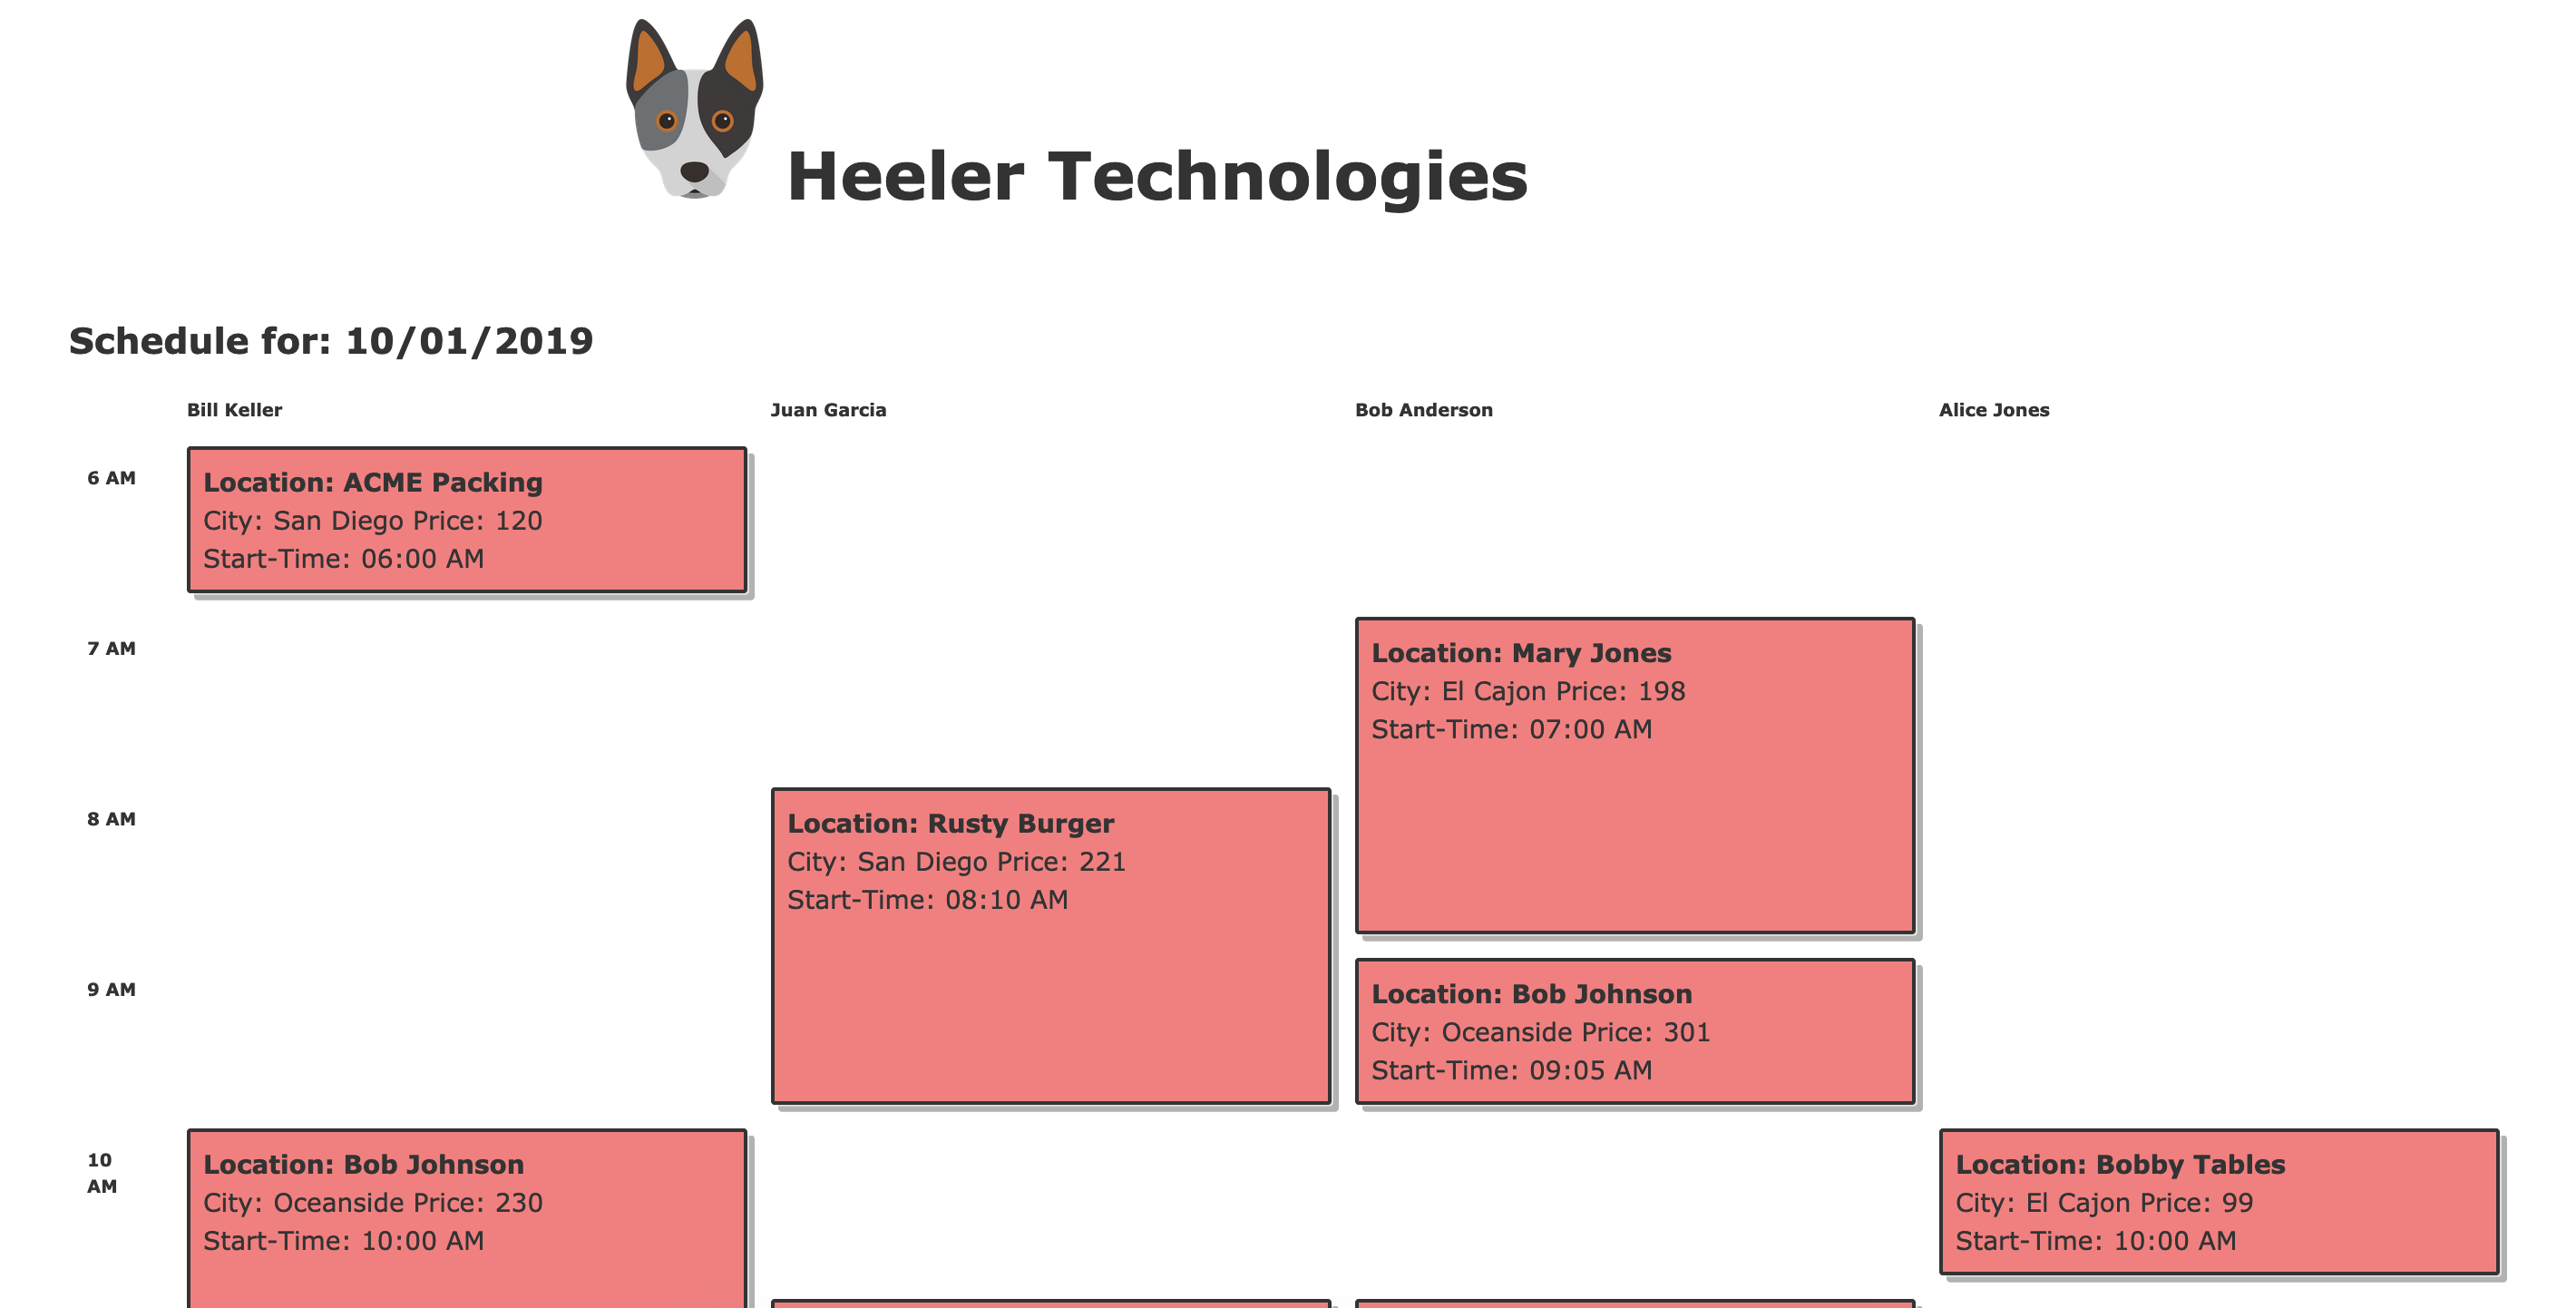 Heeler Technologies
Schedule for: 10/01/2019
Bill Keller
Juan Garcia
Bob Anderson
Alice Jones
6 AM
Location: ACME Packing
City: San Diego Price: 120
Start-Time: 06:00 AM
7 AM
Location: Mary Jones
City: El Cajon Price: 198
Start-Time: 07:00 AM
8 AM
Location: Rusty Burger
City: San Diego Price: 221
Start-Time: 08:10 AM
9 AM
Location: Bob Johnson
City: Oceanside Price: 301
Start-Time: 09:05 AM
10
AM
Location: Bob Johnson
City: Oceanside Price: 230
Start-Time: 10:00 AM
Location: Bobby Tables
City: El Cajon Price: 99
Start-Time: 10:00 AM